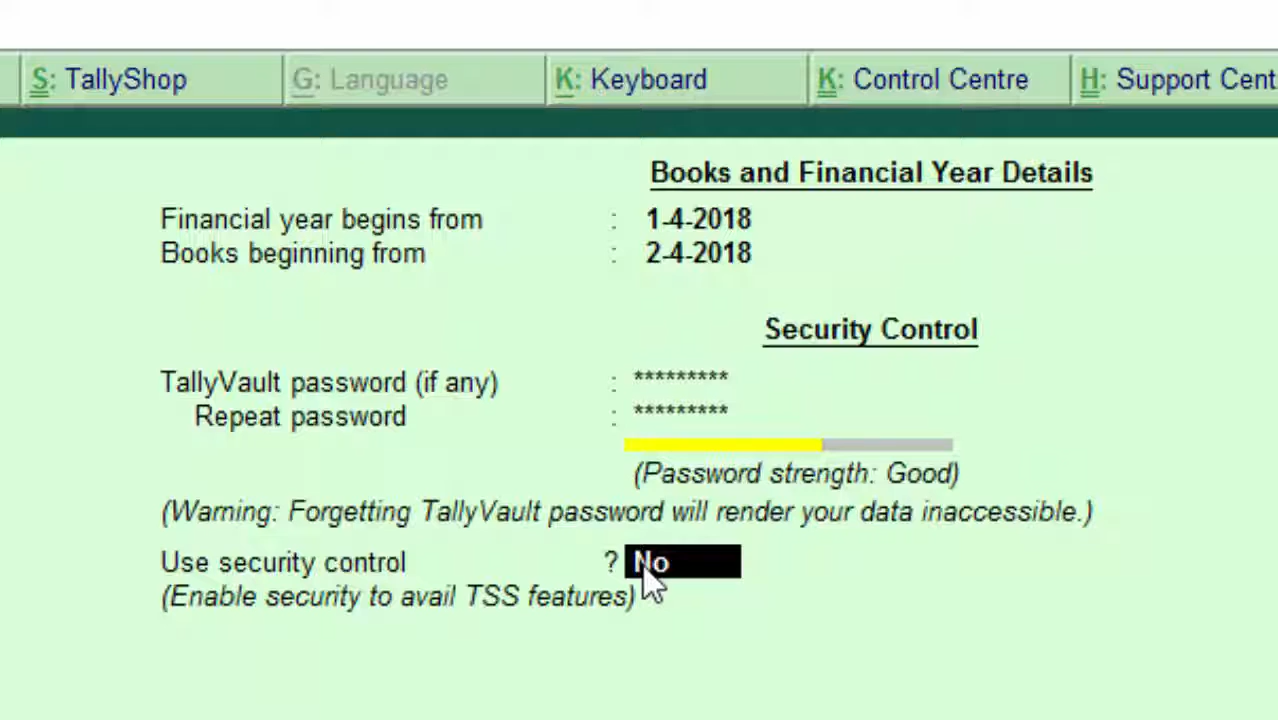 S: TallyShop G: Language K: Keyboard K: Control Centre H: Support Cent
Books and Financial Year Details
Financial year begins from : 1-4-2018
Books beginning from : 2-4-2018
Security Control
TallyVault password (if any) : *********
Repeat password : *********
(Password strength: Good)
(Warning: Forgetting TallyVault password will render your data inaccessible.)
Use security control ? No
(Enable security to avail TSS features)